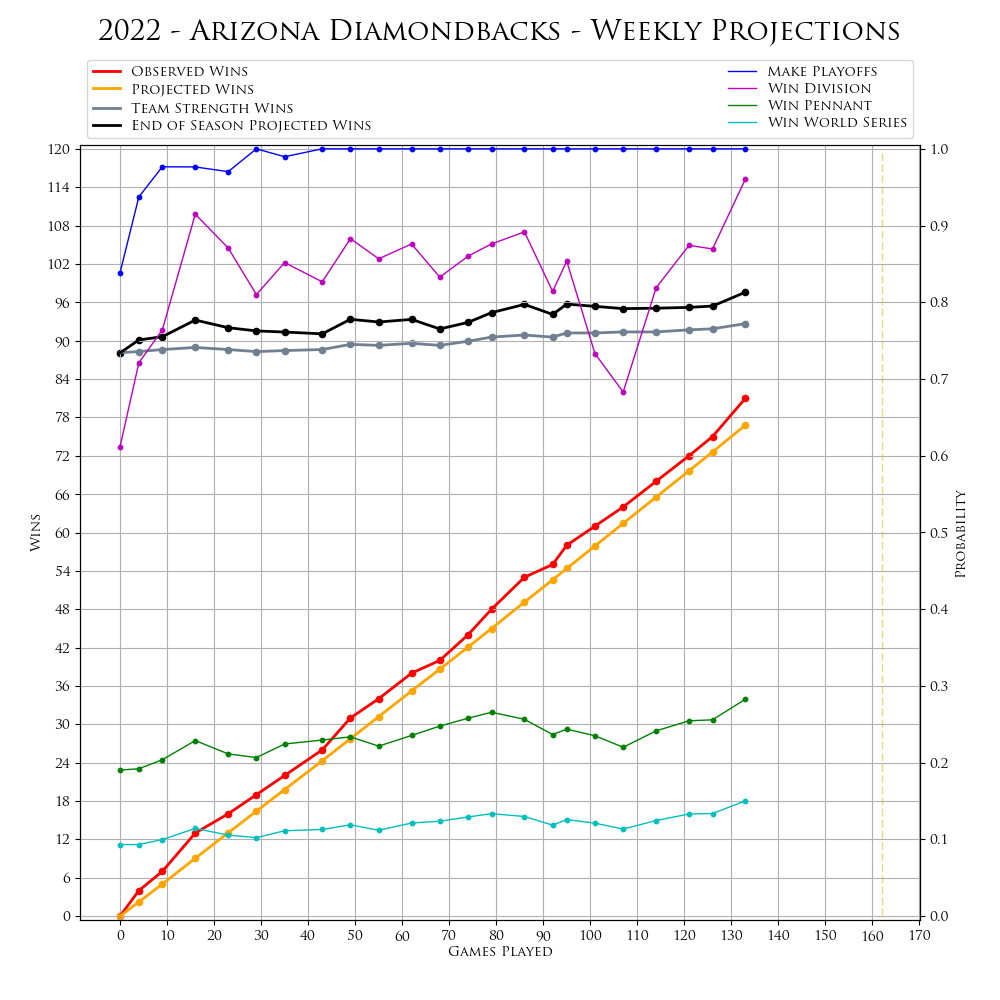 2022 - Arizona Diamondbacks - Weekly Projections
Observed Wins
Projected Wins
Team Strength Wins
End of Season Projected Wins
Make Playoffs
Win Division
Win Pennant
Win World Series
120
114
108
102
96
90
84
78
72
66
60
54
48
42
36
30
24
18
12
6
0
Wins
1.0
0.9
0.8
0.7
0.6
0.5
0.4
0.3
0.2
0.1
0.0
Probability
0 10 20 30 40 50 60 70 80 90 100 110 120 130 140 150 160 170
Games Played